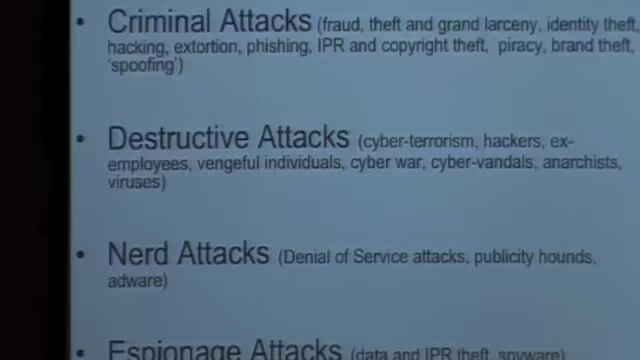 • Criminal Attacks (fraud, theft and grand larceny, identity theft,
hacking, extortion, phishing, IPR and copyright theft, piracy, brand theft,
‘spoofing’)
• Destructive Attacks (cyber-terrorism, hackers, ex-
employees, vengeful individuals, cyber war, cyber-vandals, anarchists,
viruses)
• Nerd Attacks (Denial of Service attacks, publicity hounds,
adware)
• Espionage Attacks (data and IPR theft, spyware)